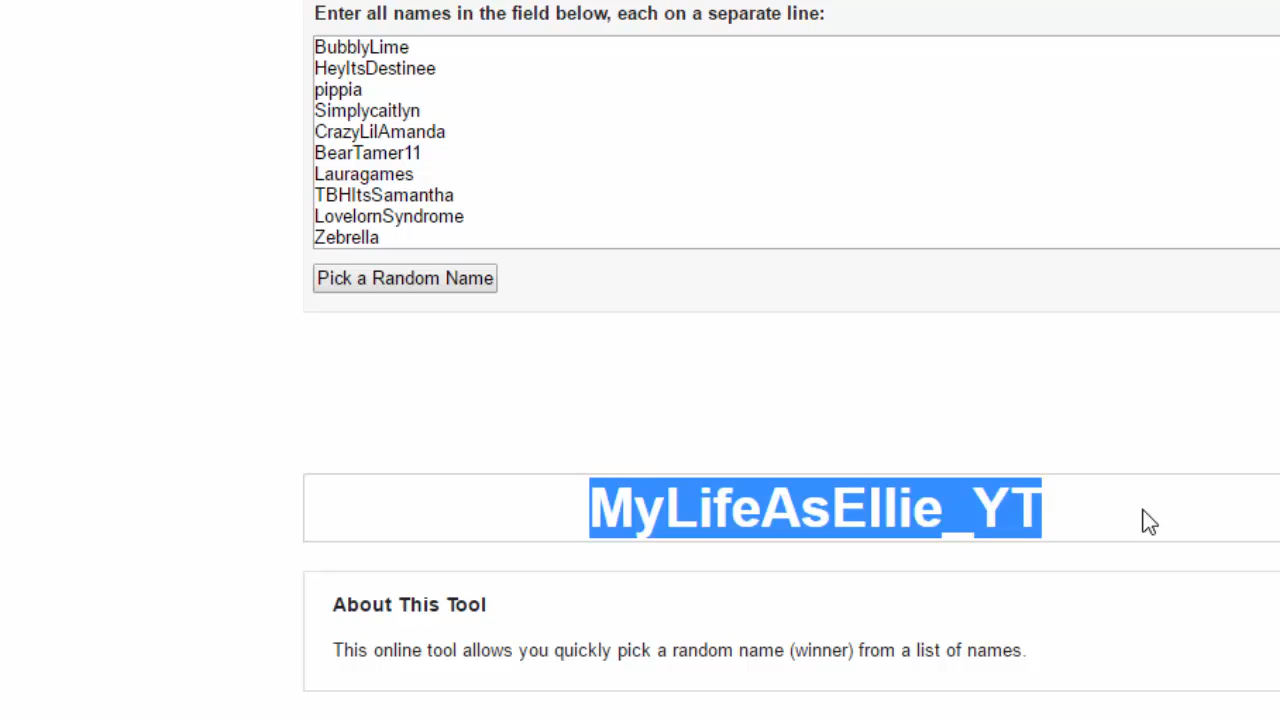 Enter all names in the field below, each on a separate line:
BubblyLime
HeyItsDestinee
pippia
Simplycaitlyn
CrazyLilAmanda
BearTamer11
Lauragames
TBHItsSamantha
LovelornSyndrome
Zebrella
Pick a Random Name
MyLifeAsEllie_YT
About This Tool
This online tool allows you quickly pick a random name (winner) from a list of names.